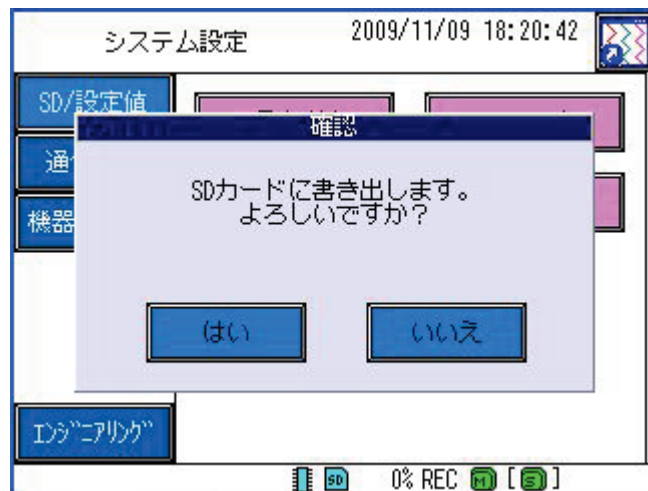 システム設定
2009/11/09 18:20:42
SD/設定値
確認
通
SDカードに書き出します。
よろしいですか？
機器
はい
いいえ
ｴﾝｼﾞﾆｱﾘﾝｸﾞ
SD
0% REC M [S]